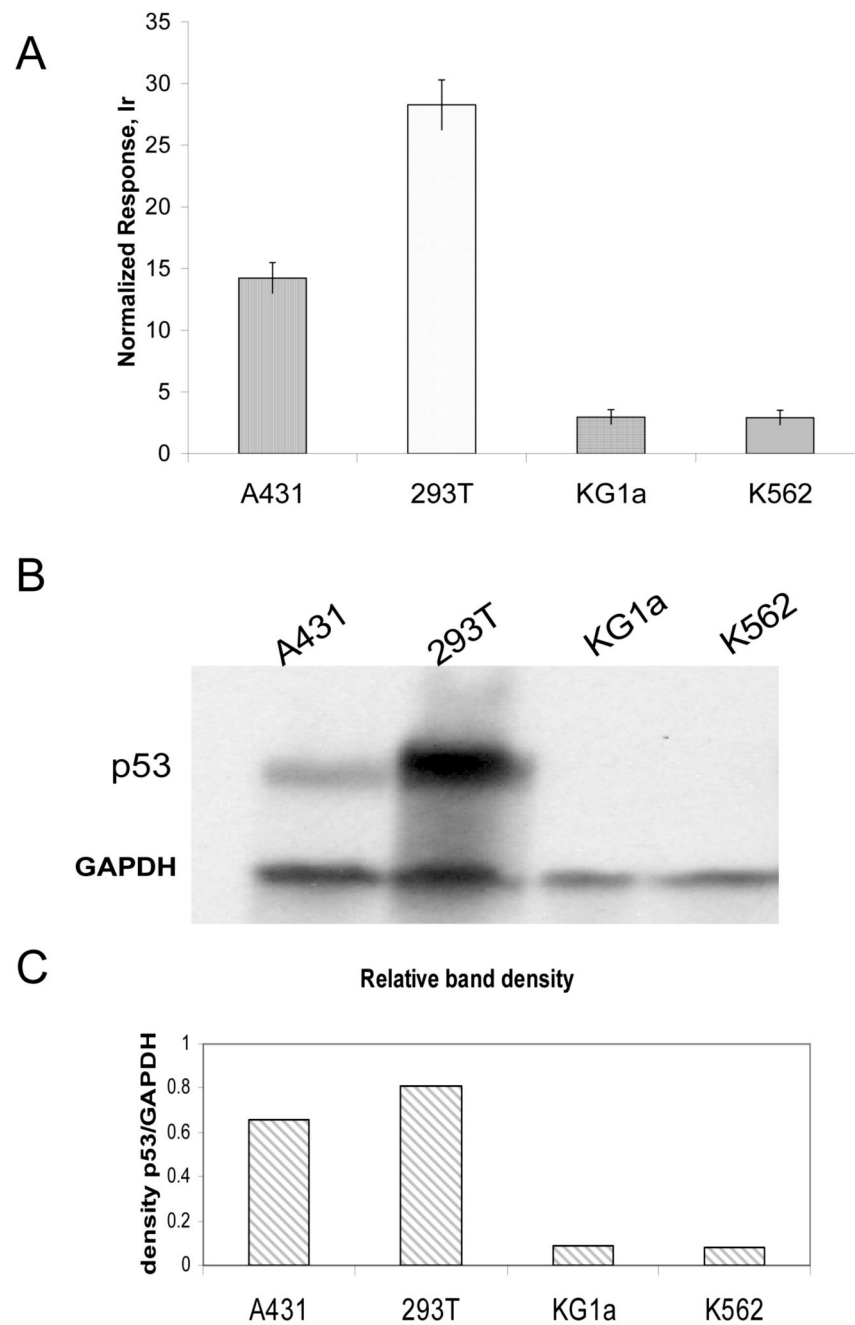 A
Normalized Response, Ir
35
30
25
20
15
10
5
0
A431 293T KG1a K562
B
A431 293T KG1a K562
p53
GAPDH
C
Relative band density
density p53/GAPDH
1
0.8
0.6
0.4
0.2
0
A431 293T KG1a K562